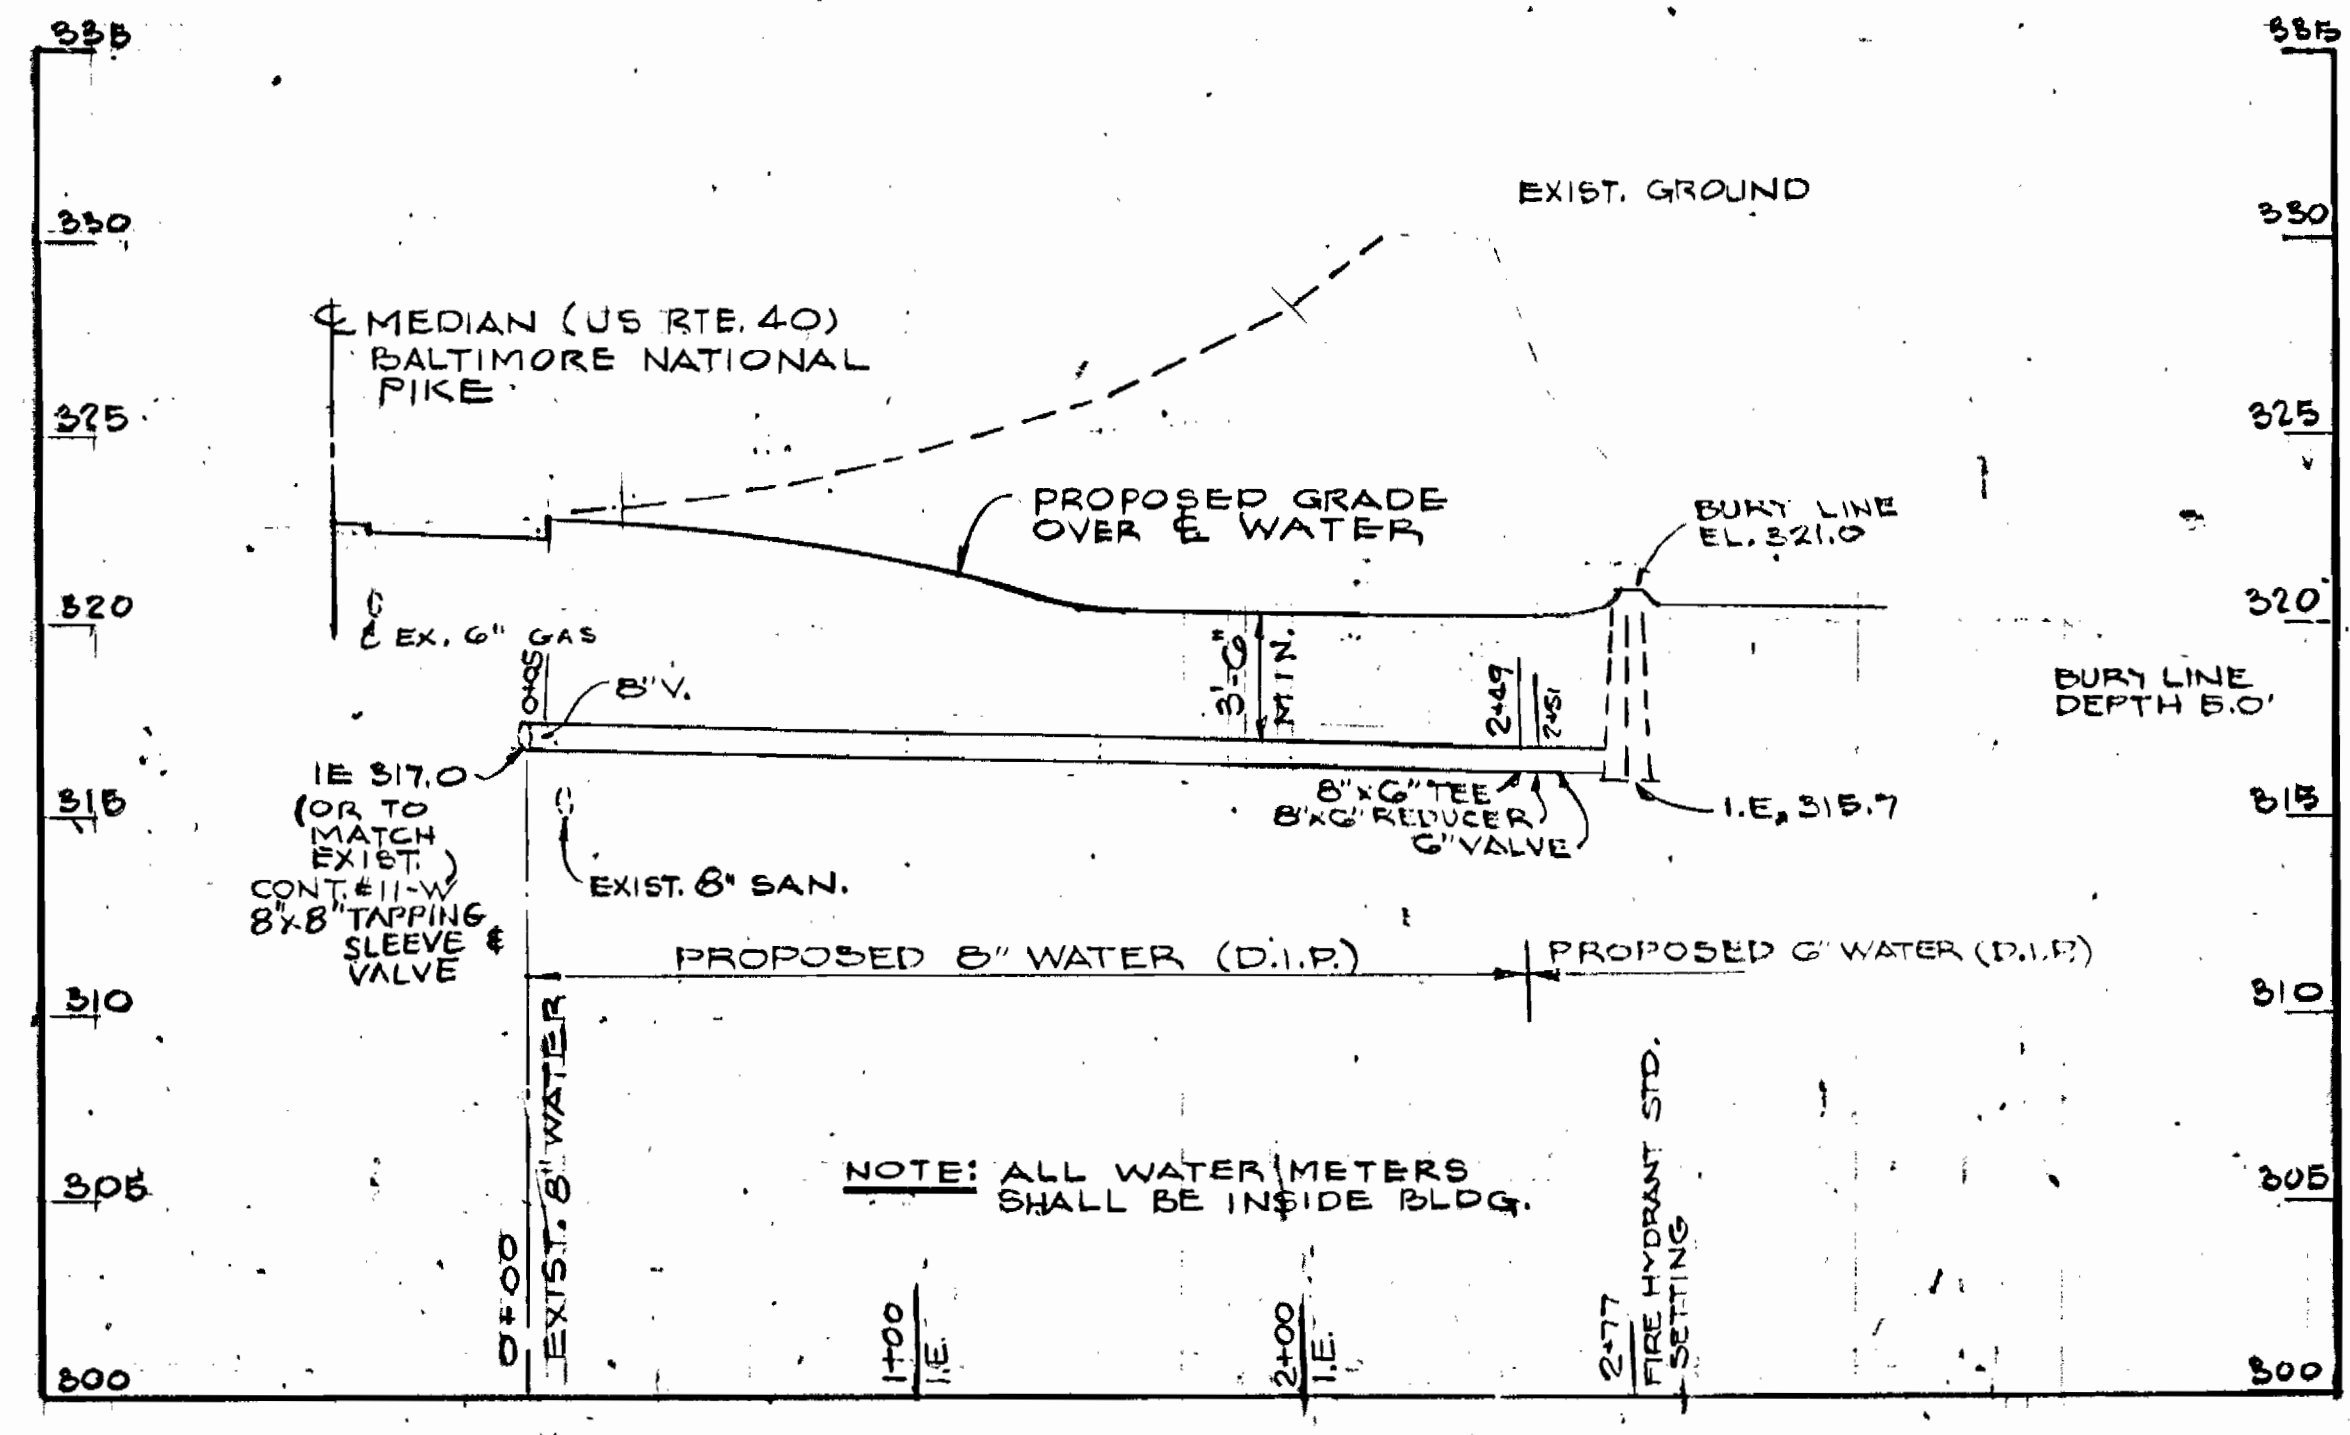 335
335
330
330
325
325
320
320
315
315
310
310
305
305
300
300
EXIST. GROUND
℄ MEDIAN (US RTE. 40)
BALTIMORE NATIONAL
PIKE
PROPOSED GRADE
OVER ℄ WATER
BURY LINE
EL. 321.0
℄ EX. 6" GAS
0+05
8" V.
3'-6"
MIN.
2+49
2+51
BURY LINE
DEPTH 5.0'
IE 317.0
(OR TO
MATCH
EXIST.)
CONT. #11-W
8"x8" TAPPING
SLEEVE &
VALVE
8"x6" TEE
8"x6" REDUCER
6" VALVE
I.E. 315.7
EXIST. 8" SAN.
PROPOSED 8" WATER (D.I.P.)
PROPOSED 6" WATER (D.I.P.)
NOTE: ALL WATER METERS
SHALL BE INSIDE BLDG.
0+00
EXIST. 8" WATER
1+00
I.E.
2+00
I.E.
2+77
FIRE HYDRANT STD.
SETTING